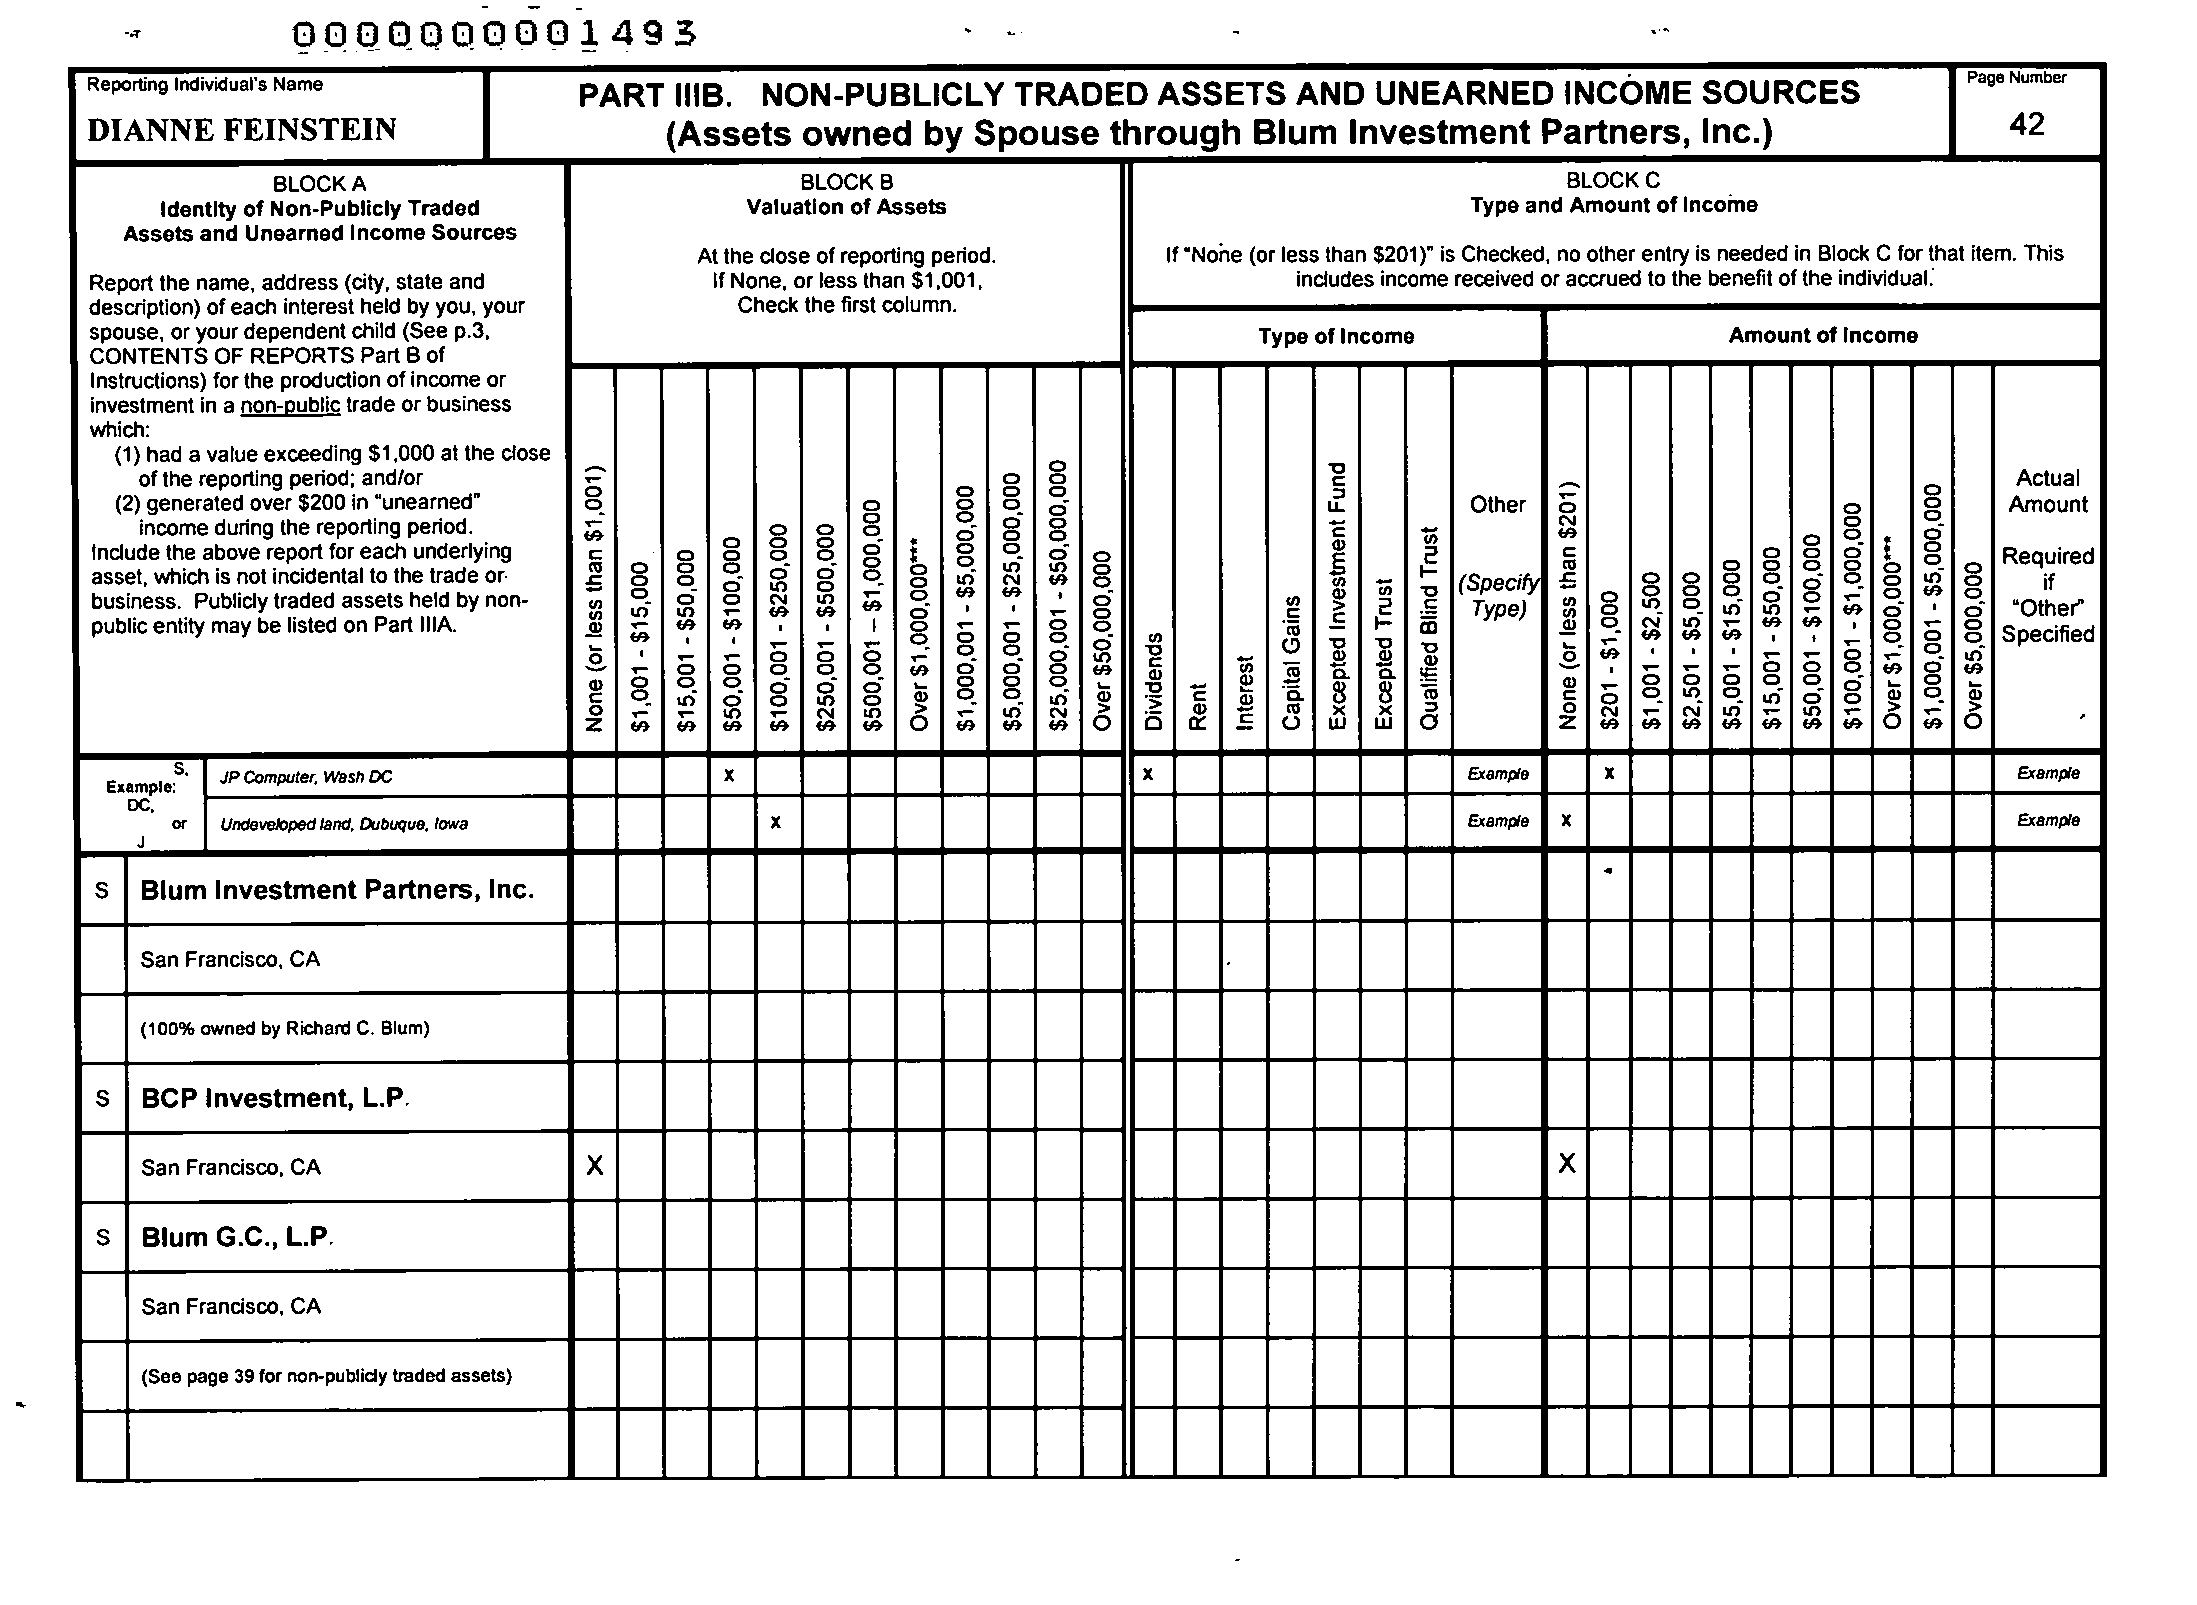 0000000001493
Reporting Individual's Name
DIANNE FEINSTEIN
PART IIIB. NON-PUBLICLY TRADED ASSETS AND UNEARNED INCOME SOURCES
(Assets owned by Spouse through Blum Investment Partners, Inc.)
Page Number
42
BLOCK A
Identity of Non-Publicly Traded
Assets and Unearned Income Sources
Report the name, address (city, state and
description) of each interest held by you, your
spouse, or your dependent child (See p.3,
CONTENTS OF REPORTS Part B of
Instructions) for the production of income or
investment in a non-public trade or business
which:
(1) had a value exceeding $1,000 at the close
of the reporting period; and/or
(2) generated over $200 in "unearned"
income during the reporting period.
Include the above report for each underlying
asset, which is not incidental to the trade or
business. Publicly traded assets held by non-
public entity may be listed on Part IIIA.
BLOCK B
Valuation of Assets
At the close of reporting period.
If None, or less than $1,001,
Check the first column.
None (or less than $1,001)
$1,001 - $15,000
$15,001 - $50,000
$50,001 - $100,000
$100,001 - $250,000
$250,001 - $500,000
$500,001 – $1,000,000
Over $1,000,000***
$1,000,001 - $5,000,000
$5,000,001 - $25,000,000
$25,000,001 - $50,000,000
Over $50,000,000
BLOCK C
Type and Amount of Income
If "None (or less than $201)" is Checked, no other entry is needed in Block C for that item. This
includes income received or accrued to the benefit of the individual.
Type of Income
Amount of Income
Dividends
Rent
Interest
Capital Gains
Excepted Investment Fund
Excepted Trust
Qualified Blind Trust
Other
(Specify
Type)
None (or less than $201)
$201 - $1,000
$1,001 - $2,500
$2,501 - $5,000
$5,001 - $15,000
$15,001 - $50,000
$50,001 - $100,000
$100,001 - $1,000,000
Over $1,000,000***
$1,000,001 - $5,000,000
Over $5,000,000
Actual
Amount
Required
if
"Other"
Specified
S,
Example:
DC,
or
J
JP Computer, Wash DC
X
X
Example
X
Example
Undeveloped land, Dubuque, Iowa
X
Example
X
Example
S
Blum Investment Partners, Inc.
San Francisco, CA
(100% owned by Richard C. Blum)
S
BCP Investment, L.P.
San Francisco, CA
X
X
S
Blum G.C., L.P.
San Francisco, CA
(See page 39 for non-publicly traded assets)